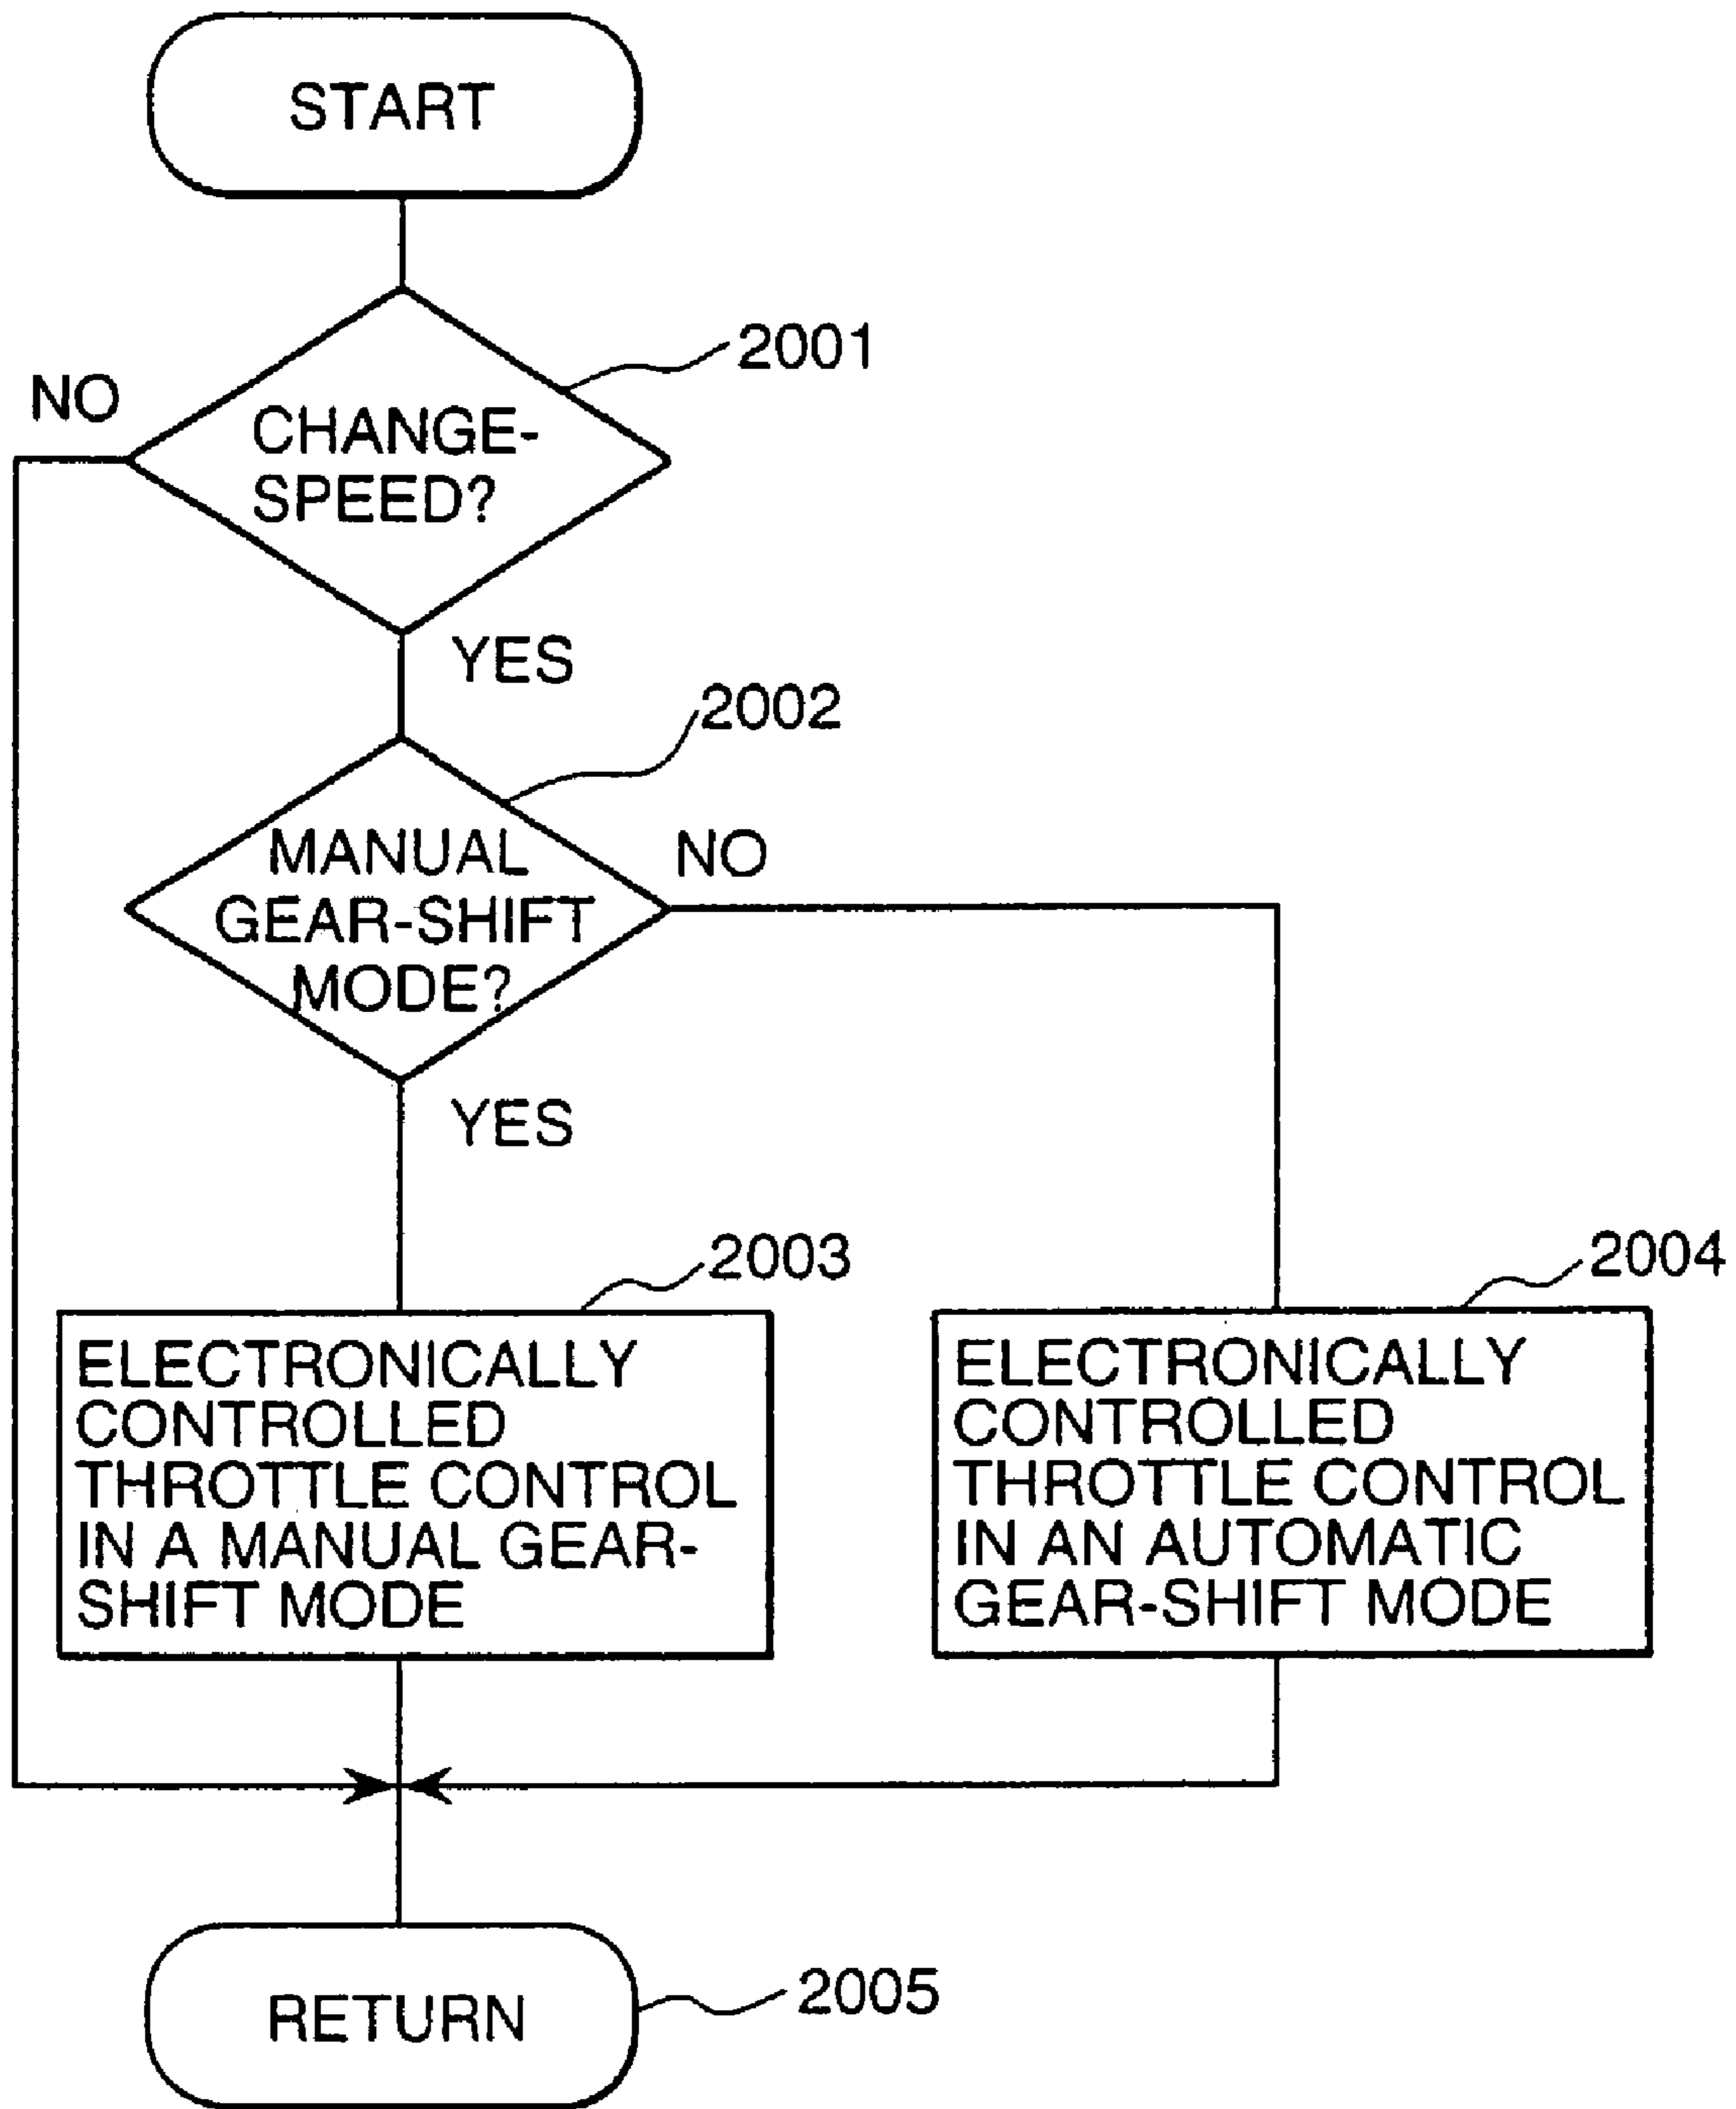 START
2001
NO
CHANGE-
SPEED?
YES
2002
MANUAL
GEAR-SHIFT
MODE?
NO
YES
2003
ELECTRONICALLY
CONTROLLED
THROTTLE CONTROL
IN A MANUAL GEAR-
SHIFT MODE
2004
ELECTRONICALLY
CONTROLLED
THROTTLE CONTROL
IN AN AUTOMATIC
GEAR-SHIFT MODE
RETURN
2005